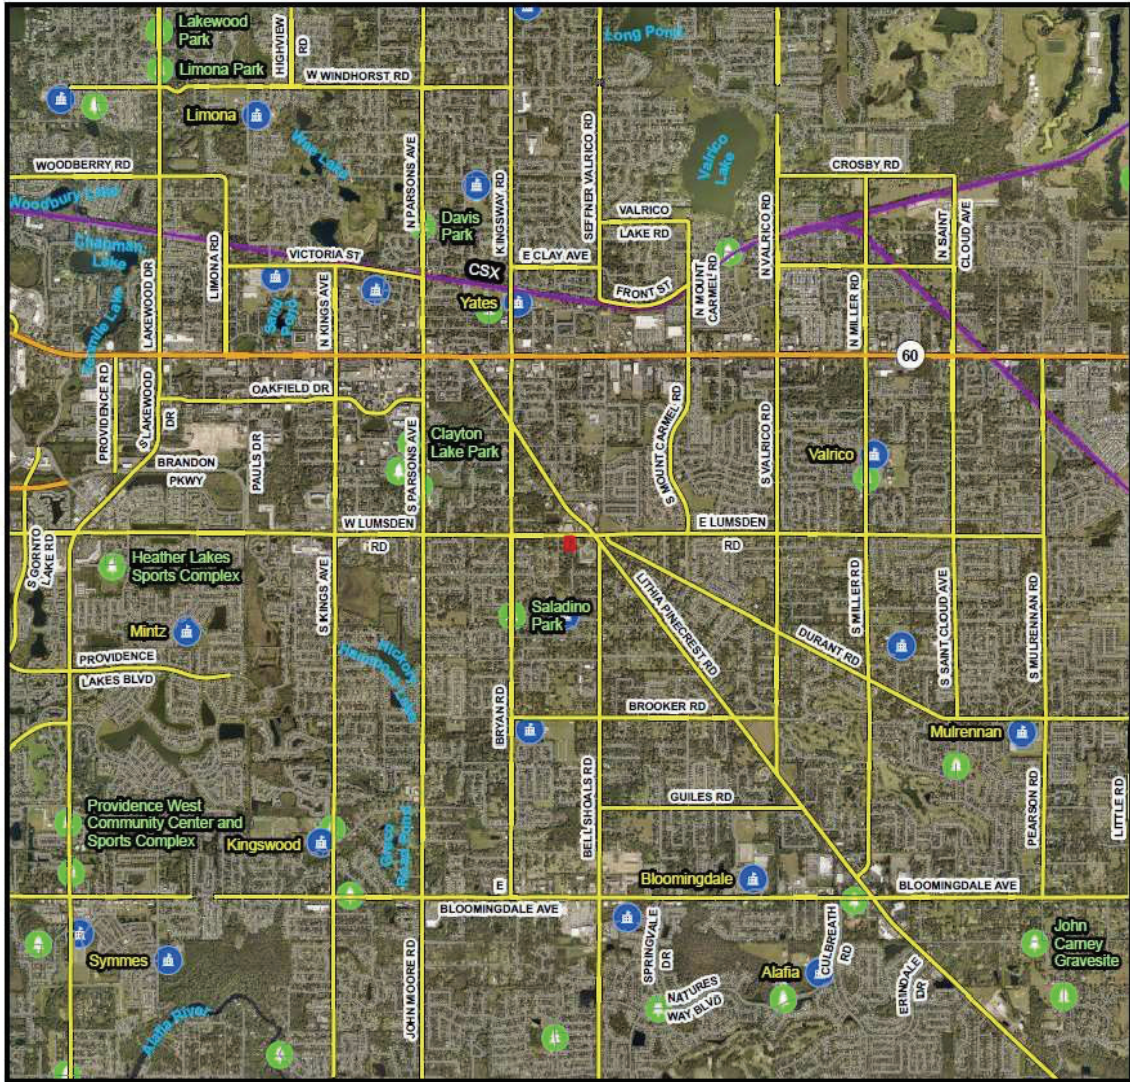 Lakewood
Park
HIGHVIEW
RD
Long Pond
Limona Park
W WINDHORST RD
Limona
Wee Lake
N PARSONS AVE
KINGSWAY RD
SEFFNER VALRICO RD
Valrico
Lake
N VALRICO RD
WOODBERRY RD
CROSBY RD
Woodbury Lake
Davis
Park
VALRICO
LAKE RD
N SAINT
CLOUD AVE
Chapman
Lake
LIMONA RD
VICTORIA ST
E CLAY AVE
CSX
Yates
FRONT ST
N MOUNT
CARMEL RD
N MILLER RD
LAKEWOOD DR
Sand
Pond
N KINGS AVE
Tenmile Lake
60
PROVIDENCE RD
S LAKEWOOD
DR
OAKFIELD DR
S MOUNT CARMEL RD
S VALRICO RD
Clayton
Lake Park
S PARSONS AVE
Valrico
BRANDON
PKWY
PAULS DR
W LUMSDEN
RD
E LUMSDEN
RD
S GORNTO
LAKE RD
Heather Lakes
Sports Complex
S KINGS AVE
LITHIA PINECREST RD
S MILLER RD
S SAINT CLOUD AVE
S MULRENNAN RD
Saladino
Park
Mintz
DURANT RD
PROVIDENCE
LAKES BLVD
Hickory
Hammock Lake
BRYAN RD
BROOKER RD
Mulrennan
BELL SHOALS RD
GUILES RD
PEARSON RD
LITTLE RD
Providence West
Community Center and
Sports Complex
Kingswood
Bloomingdale
E
BLOOMINGDALE AVE
BLOOMINGDALE AVE
JOHN MOORE RD
SPRINGVALE
DR
CULBREATH
RD
John
Carney
Gravesite
Symmes
Alafia
NATURES
WAY BLVD
ERINDALE
DR
Alafia River